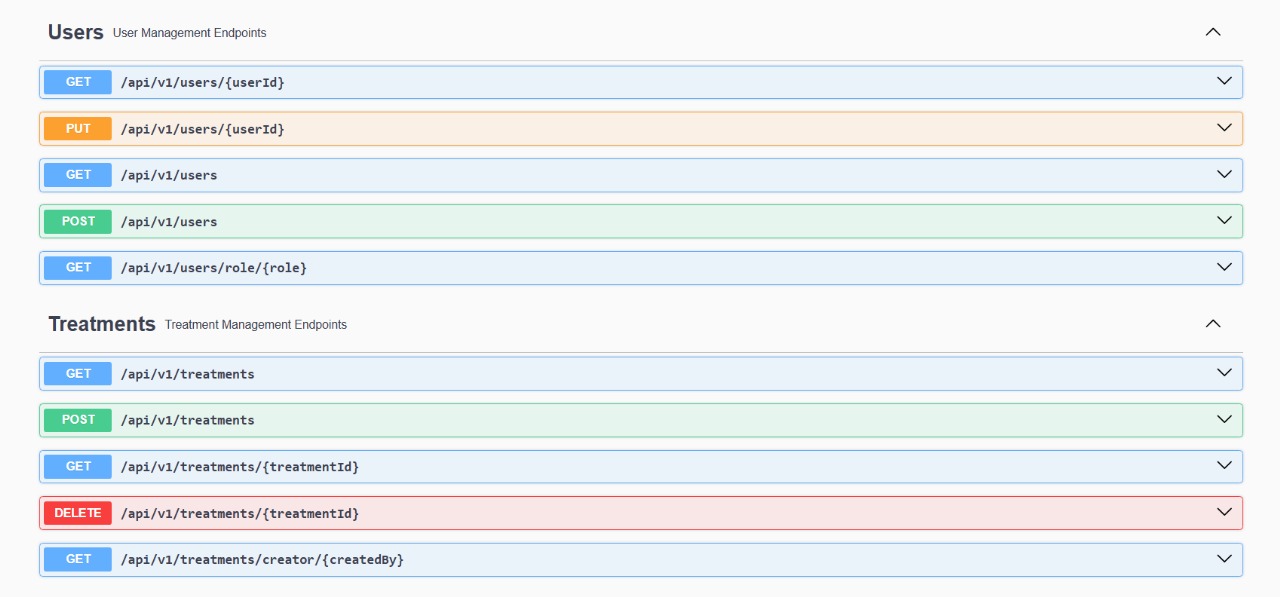 Users User Management Endpoints
GET /api/v1/users/{userId}
PUT /api/v1/users/{userId}
GET /api/v1/users
POST /api/v1/users
GET /api/v1/users/role/{role}
Treatments Treatment Management Endpoints
GET /api/v1/treatments
POST /api/v1/treatments
GET /api/v1/treatments/{treatmentId}
DELETE /api/v1/treatments/{treatmentId}
GET /api/v1/treatments/creator/{createdBy}